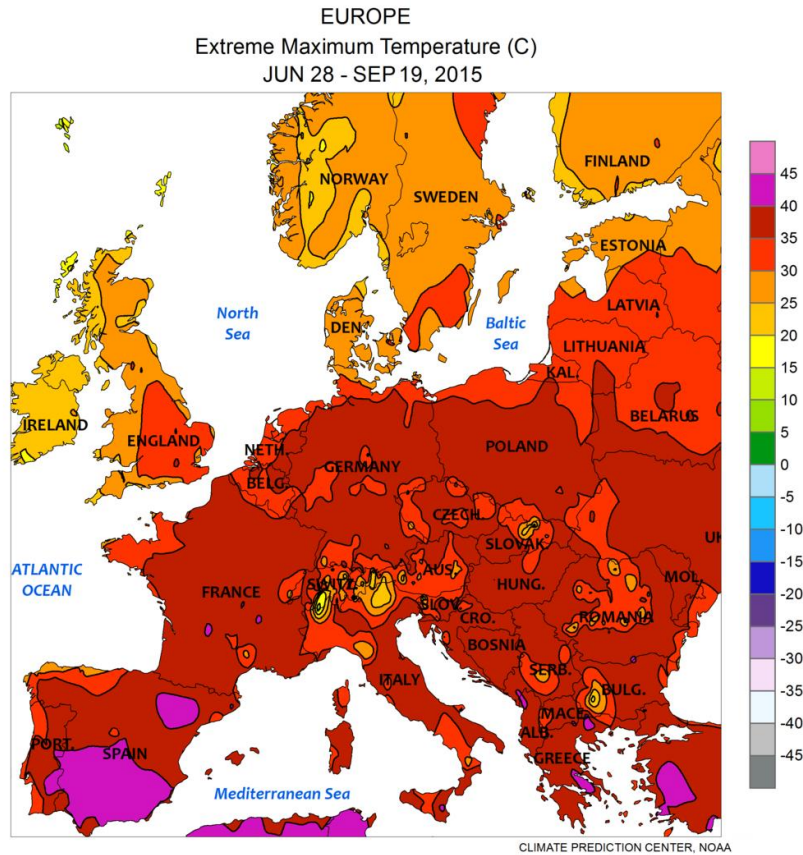 EUROPE
Extreme Maximum Temperature (C)
JUN 28 - SEP 19, 2015
FINLAND
NORWAY
SWEDEN
ESTONIA
North
Sea
DEN.
Baltic
Sea
LATVIA
LITHUANIA
KAL.
BELARUS
IRELAND
ENGLAND
NETH.
BELG.
GERMANY
POLAND
CZECH.
SLOVAK.
UK
ATLANTIC
OCEAN
FRANCE
SWITZ.
AUS.
HUNG.
MOL.
SLOV.
CRO.
ROMANIA
BOSNIA
SERB.
BULG.
ITALY
MACE.
ALB.
GREECE
PORT.
SPAIN
Mediterranean Sea
45
40
35
30
25
20
15
10
5
0
-5
-10
-15
-20
-25
-30
-35
-40
-45
CLIMATE PREDICTION CENTER, NOAA